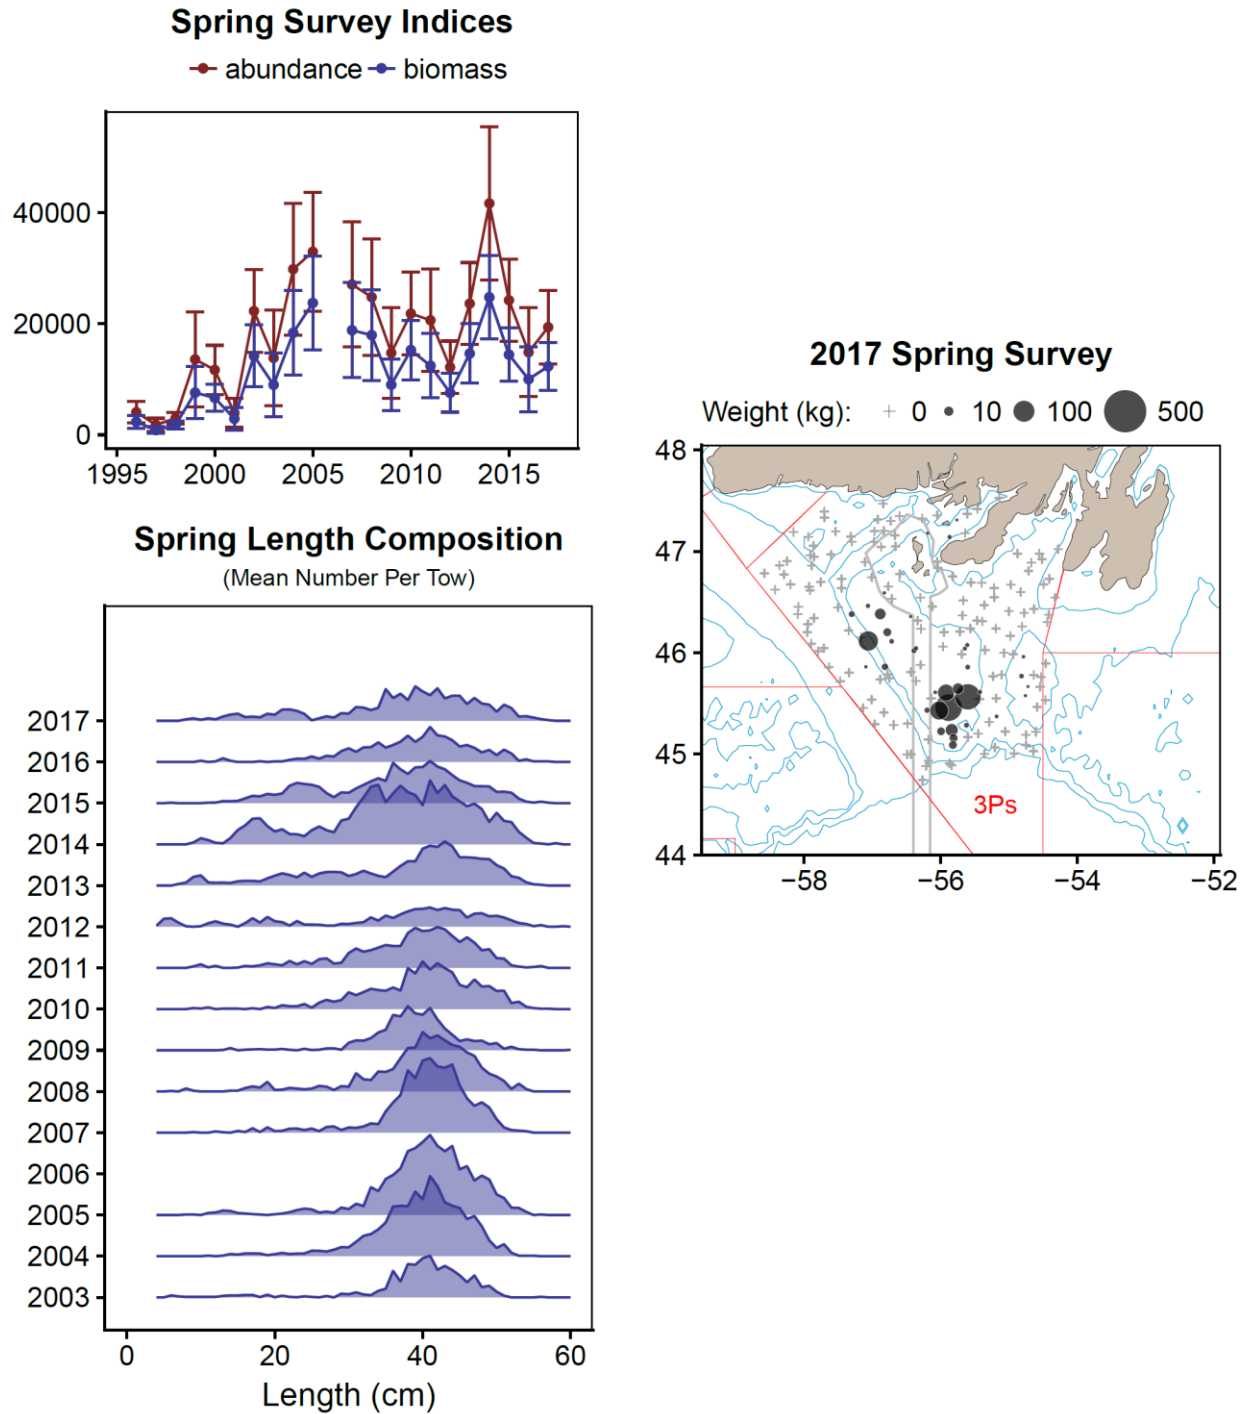 Spring Survey Indices
abundance biomass
40000
20000
0
1995 2000 2005 2010 2015
Spring Length Composition
(Mean Number Per Tow)
2017
2016
2015
2014
2013
2012
2011
2010
2009
2008
2007
2006
2005
2004
2003
0 20 40 60
Length (cm)
2017 Spring Survey
Weight (kg): 0 10 100 500
48
47
46
45
44
3Ps
−58 −56 −54 −52